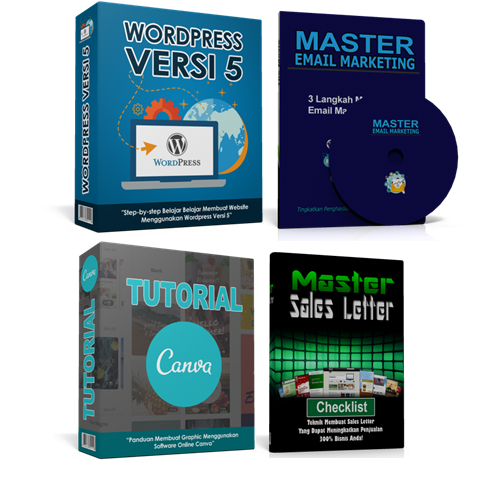 WORDPRESS
VERSI 5
WORDPRESS VERSI 5
WORDPRESS
"Step-by-step Belajar Belajar Membuat Website
Menggunakan Wordpress Versi 5"
MASTER
EMAIL MARKETING
3 Langkah M
Email Ma
MASTER
EMAIL MARKETING
Tingkatkan Penghasil
Canva
TUTORIAL
TUTORIAL
Canva
"Panduan Membuat Graphic Menggunakan
Software Online Canva"
Master
Sales Letter
Checklist
Teknik Membuat Sales Letter
Yang Dapat Meningkatkan Penjualan
300% Bisnis Anda!